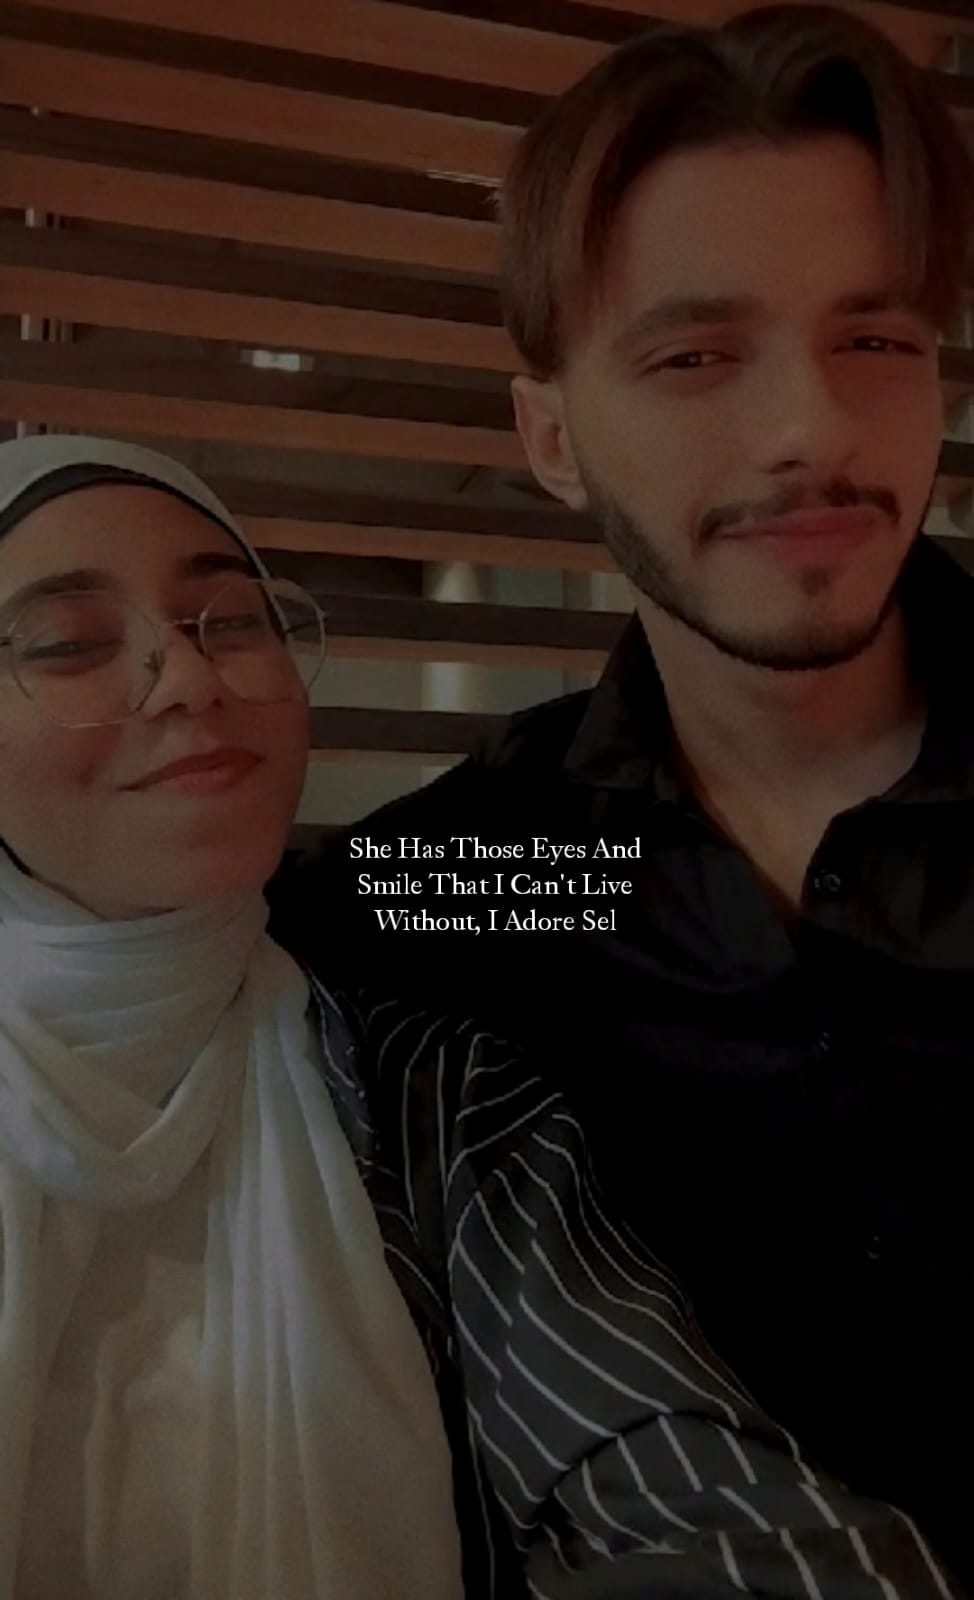 She Has Those Eyes And
Smile That I Can't Live
Without, I Adore Sel